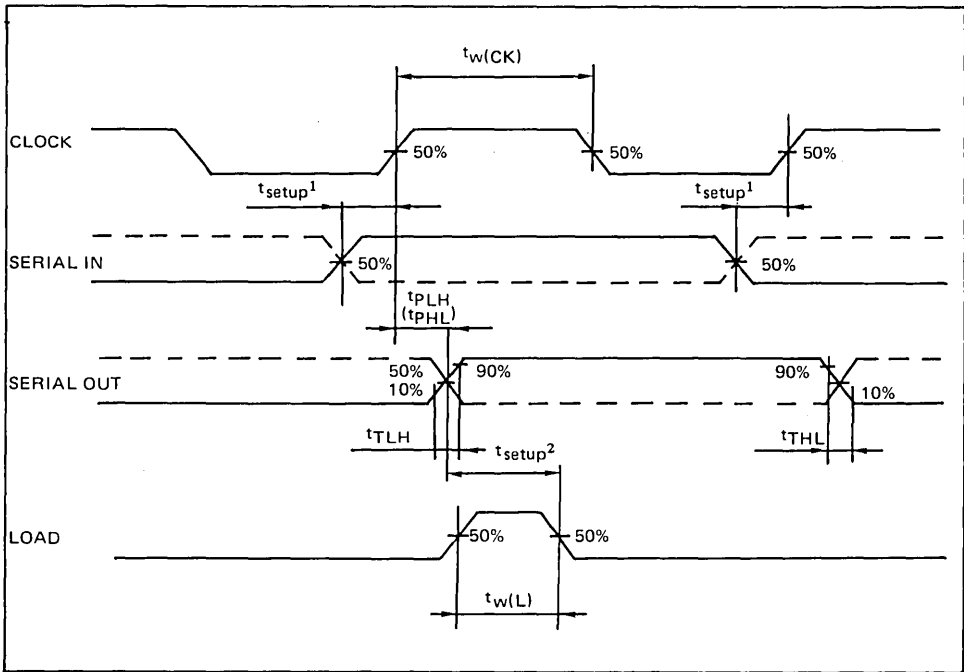 tw(CK)
CLOCK
50% 50% 50%
tsetup1 tsetup1
SERIAL IN
50% 50%
tPLH
(tPHL)
SERIAL OUT
50% 90% 90%
10% 10%
tTLH tsetup2 tTHL
LOAD
50% 50%
tw(L)